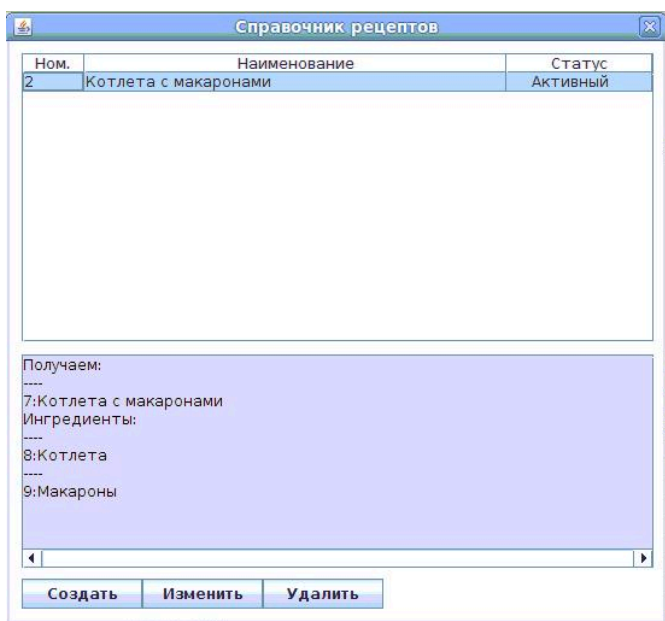 Справочник рецептов
Ном. Наименование Статус
2 Котлета с макаронами Активный
Получаем:
----
7:Котлета с макаронами
Ингредиенты:
----
8:Котлета
----
9:Макароны
Создать Изменить Удалить